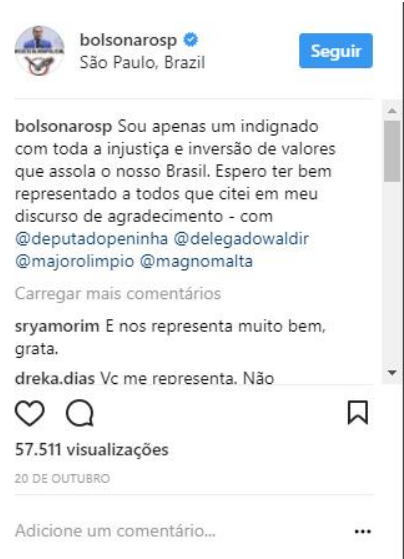 bolsonarosp
São Paulo, Brazil
Seguir
bolsonarosp Sou apenas um indignado
com toda a injustiça e inversão de valores
que assola o nosso Brasil. Espero ter bem
representado a todos que citei em meu
discurso de agradecimento - com
@deputadopeninha @delegadowaldir
@majorolimpio @magnomalta
Carregar mais comentários
sryamorim E nos representa muito bem,
grata.
dreka.dias Vc me representa. Não
57.511 visualizações
20 DE OUTUBRO
Adicione um comentário...